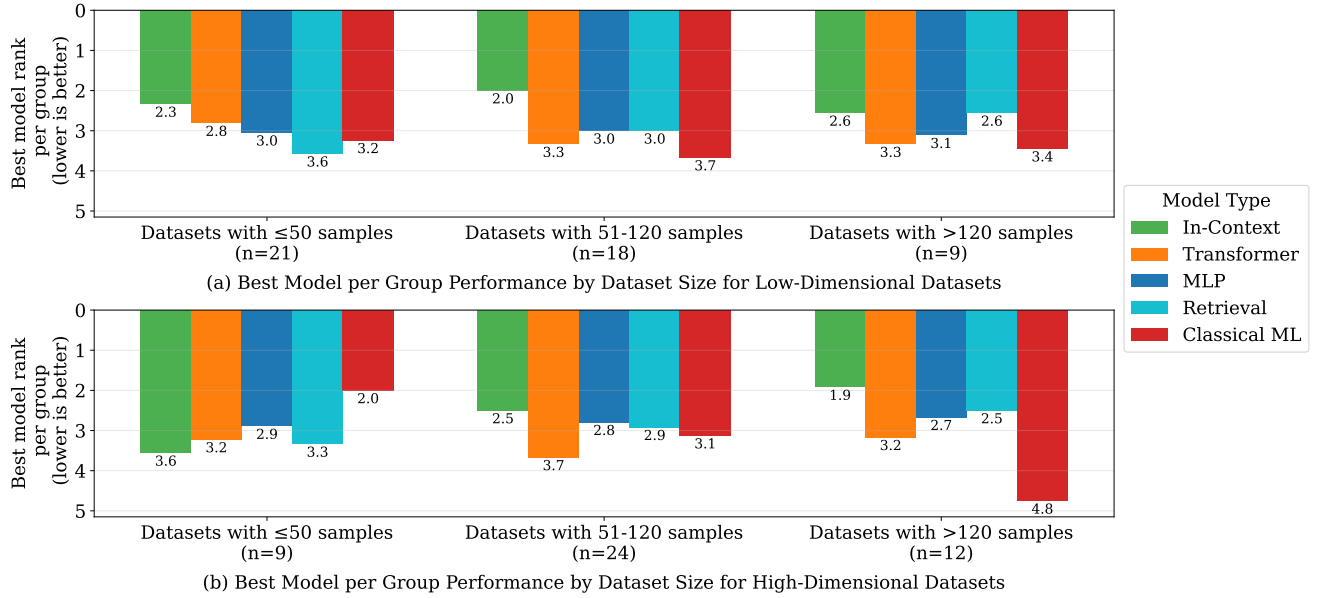 0
1
2
3
4
5
Best model rank
per group
(lower is better)
2.3
2.8
3.0
3.6
3.2
2.0
3.3
3.0
3.0
3.7
2.6
3.3
3.1
2.6
3.4
Datasets with ≤50 samples
(n=21)
Datasets with 51-120 samples
(n=18)
Datasets with >120 samples
(n=9)
(a) Best Model per Group Performance by Dataset Size for Low-Dimensional Datasets
Model Type
In-Context
Transformer
MLP
Retrieval
Classical ML
0
1
2
3
4
5
Best model rank
per group
(lower is better)
3.6
3.2
2.9
3.3
2.0
2.5
3.7
2.8
2.9
3.1
1.9
3.2
2.7
2.5
4.8
Datasets with ≤50 samples
(n=9)
Datasets with 51-120 samples
(n=24)
Datasets with >120 samples
(n=12)
(b) Best Model per Group Performance by Dataset Size for High-Dimensional Datasets